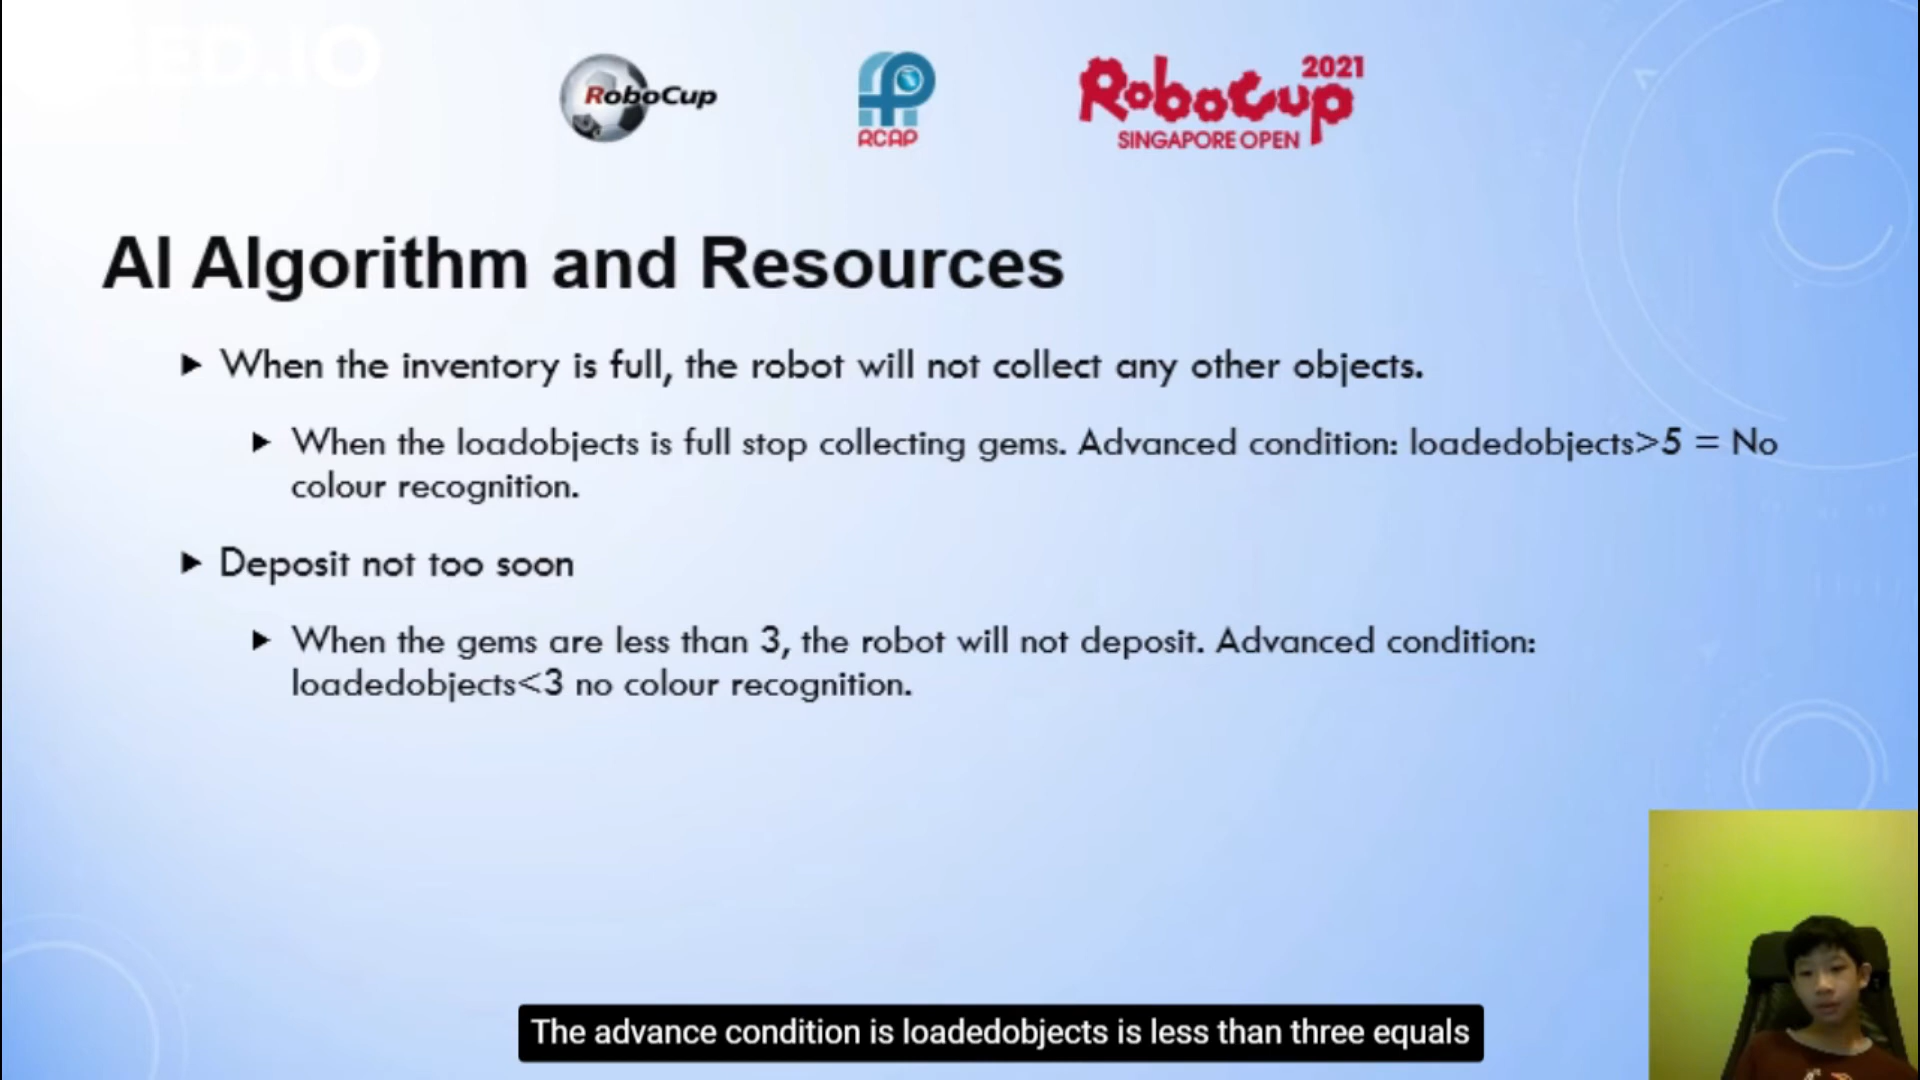 EED.IO
RoboCup
RCAP
RoboCup 2021
SINGAPORE OPEN
AI Algorithm and Resources
When the inventory is full, the robot will not collect any other objects.
When the loadobjects is full stop collecting gems. Advanced condition: loadedobjects>5 = No
colour recognition.
Deposit not too soon
When the gems are less than 3, the robot will not deposit. Advanced condition:
loadedobjects<3 no colour recognition.
The advance condition is loadedobjects is less than three equals